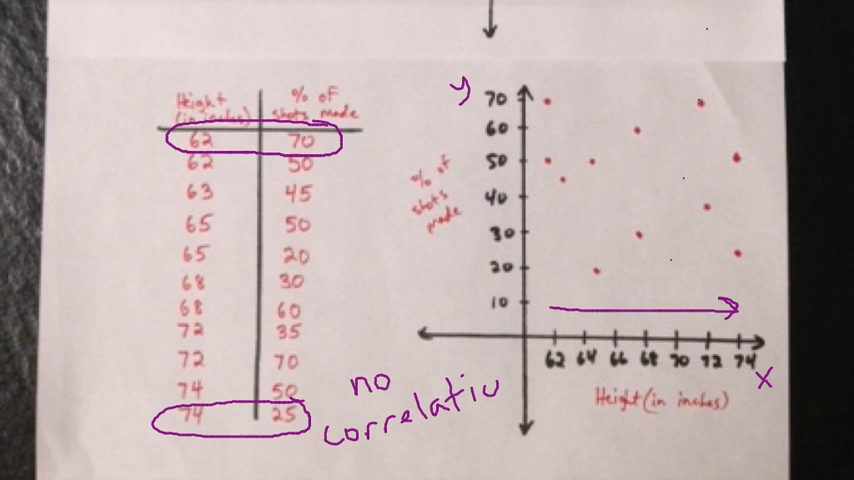 Height % of
(in inches) shots made
62 70
62 50
63 45
65 50
65 20
68 30
68 60
72 35
72 70
74 50
74 25
no
correlatiu
y
70
60
50
40
30
20
10
% of
shots
made
62 64 66 68 70 72 74
x
Height (in inches)